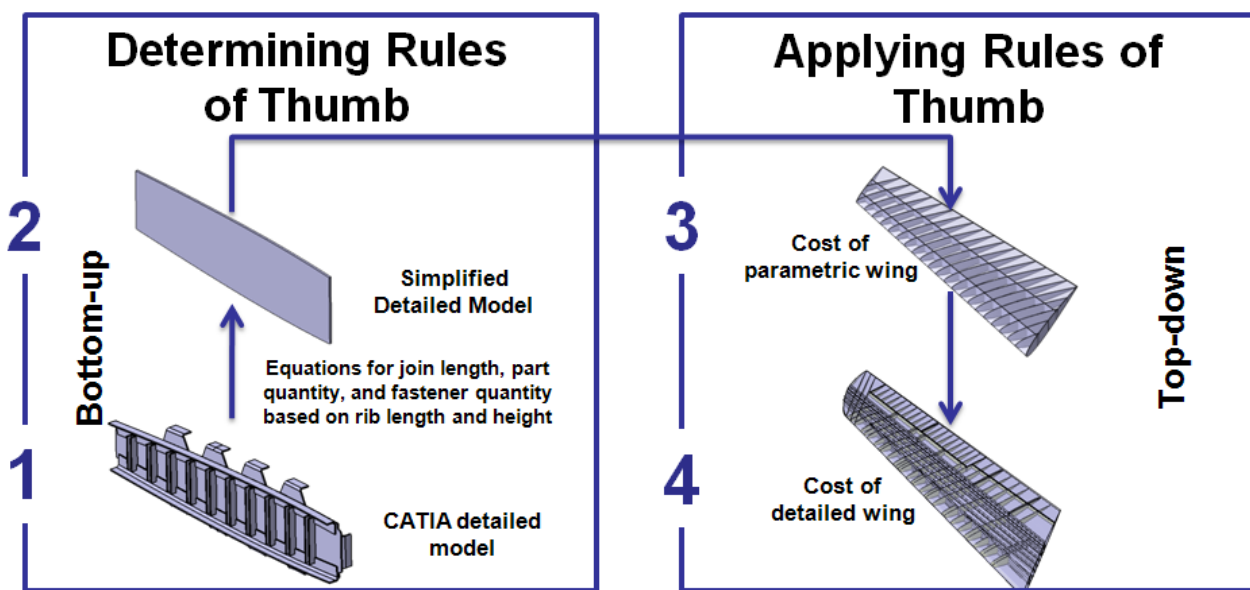 Determining Rules
of Thumb
2
Bottom-up
Simplified
Detailed Model
Equations for join length, part
quantity, and fastener quantity
based on rib length and height
1
CATIA detailed
model
Applying Rules of
Thumb
3
Cost of
parametric wing
Top-down
4
Cost of
detailed wing